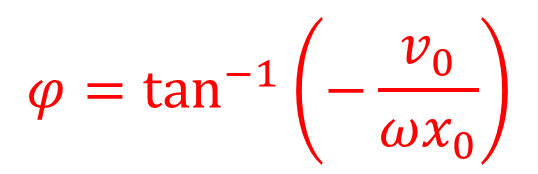 φ = tan⁻¹ (− v₀ / ωx₀)